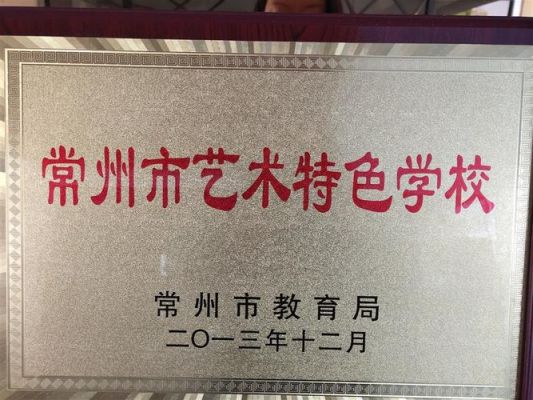 常州市艺术特色学校
常州市教育局
二〇一三年十二月